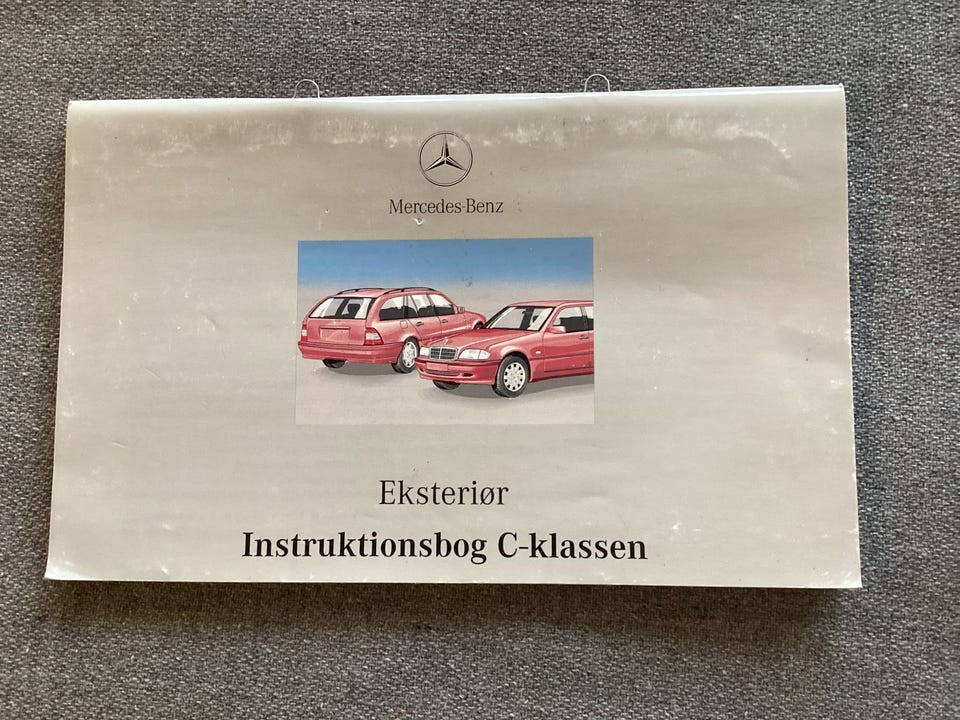 Mercedes-Benz
Eksteriør
Instruktionsbog C-klassen